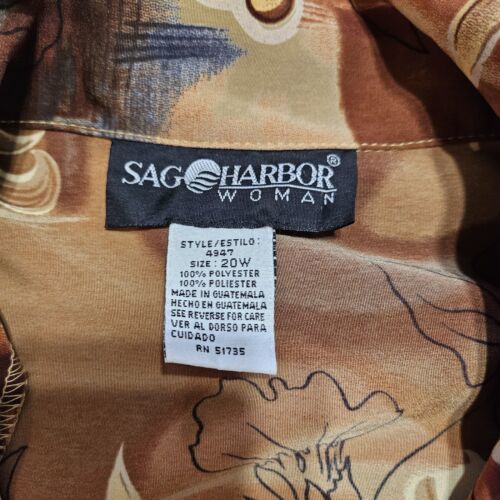 SAG HARBOR®
WOMAN
STYLE/ESTILO:
4947
SIZE: 20W
100% POLYESTER
100% POLIESTER
MADE IN GUATEMALA
HECHO EN GUATEMALA
SEE REVERSE FOR CARE
VER AL DORSO PARA
CUIDADO
RN 51735